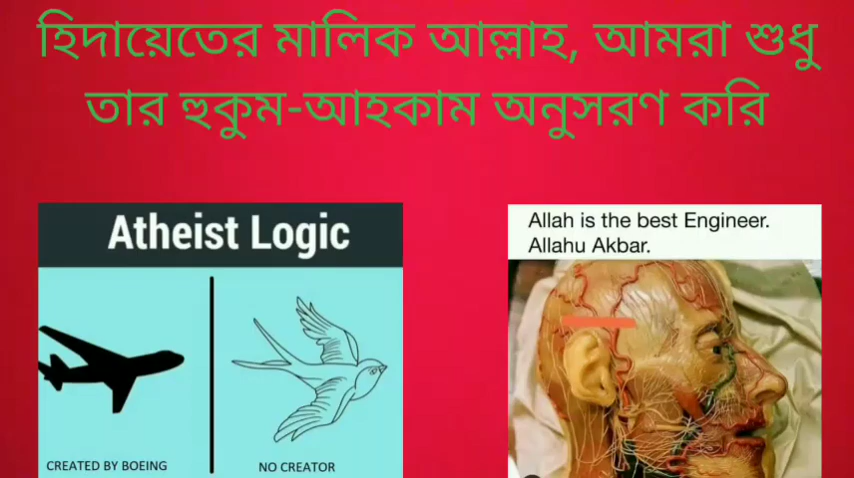 হিদায়েতের মালিক আল্লাহ, আমরা শুধু
তার হুকুম-আহকাম অনুসরণ করি
Atheist Logic
CREATED BY BOEING
NO CREATOR
Allah is the best Engineer.
Allahu Akbar.